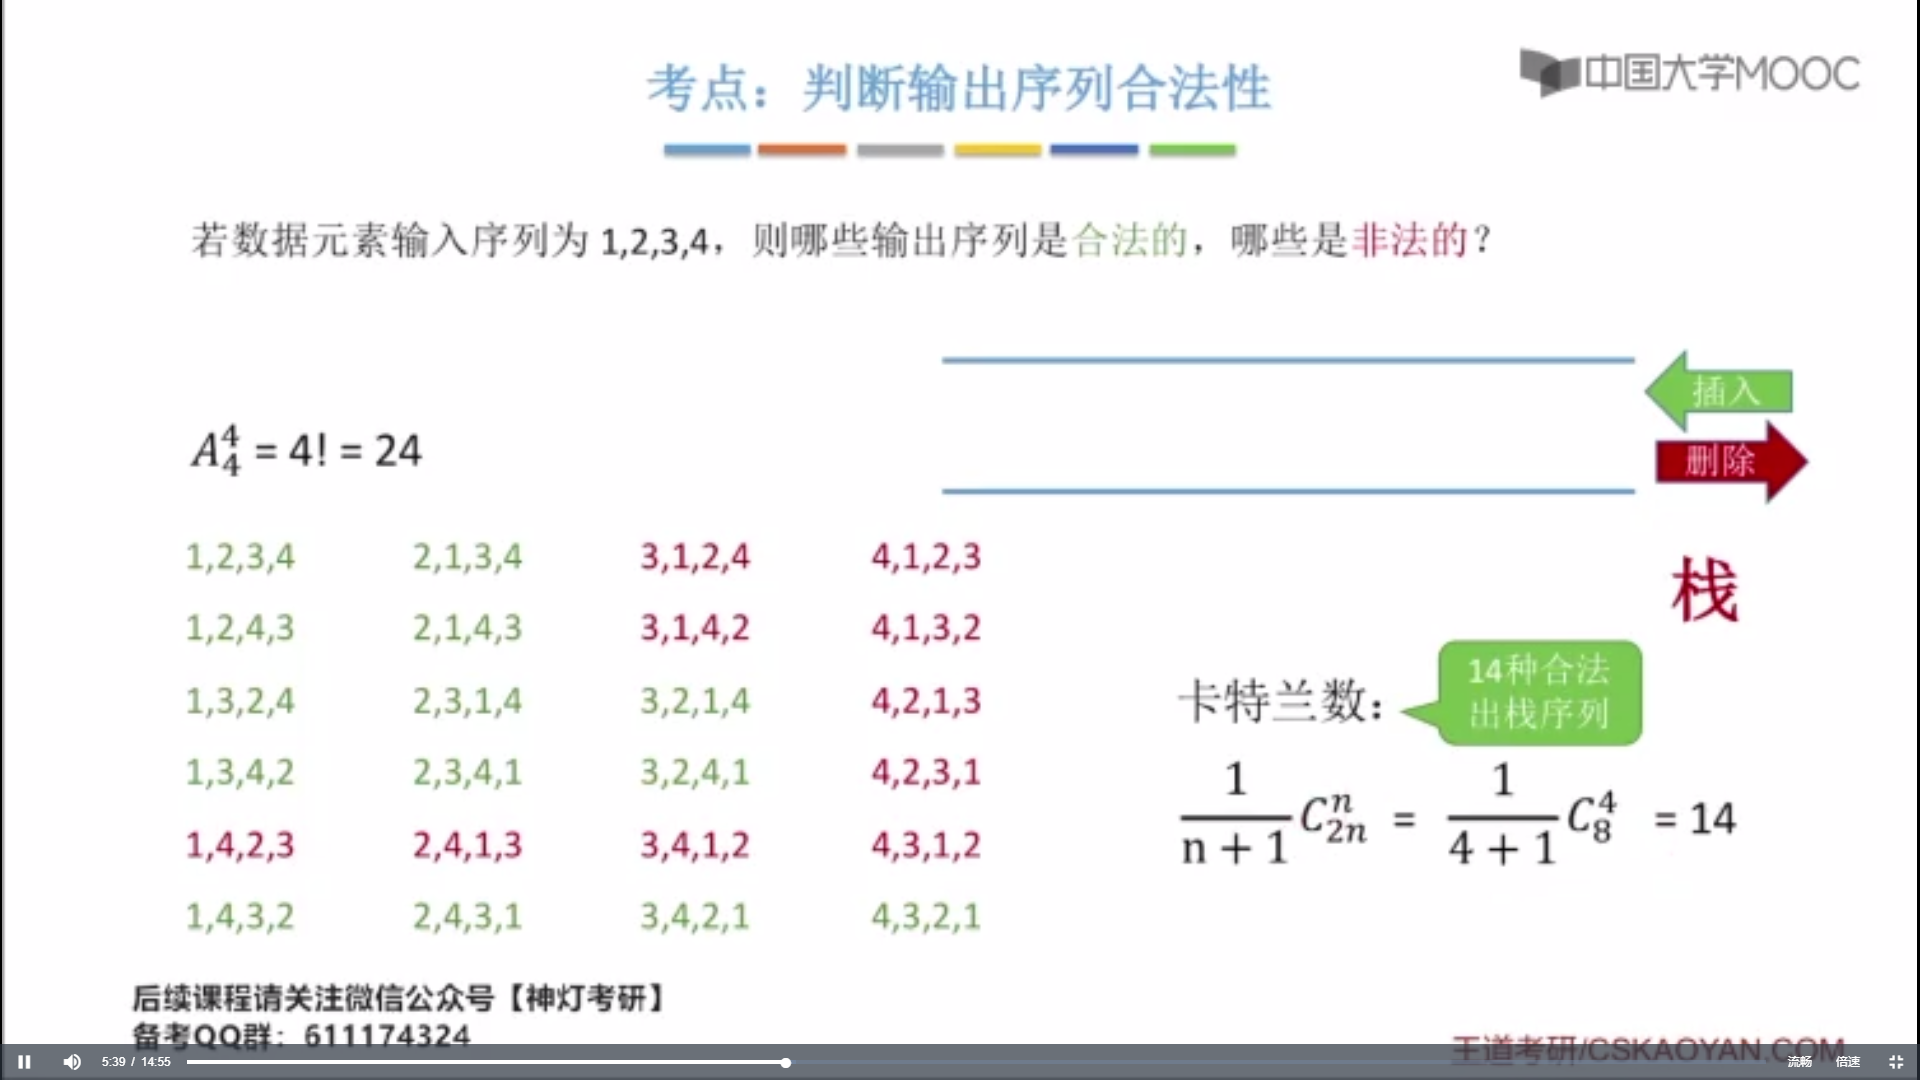 考点：判断输出序列合法性
中国大学MOOC
若数据元素输入序列为 1,2,3,4，则哪些输出序列是合法的，哪些是非法的？
插入
删除
A₄⁴ = 4! = 24
1,2,3,4 2,1,3,4 3,1,2,4 4,1,2,3
1,2,4,3 2,1,4,3 3,1,4,2 4,1,3,2
1,3,2,4 2,3,1,4 3,2,1,4 4,2,1,3
1,3,4,2 2,3,4,1 3,2,4,1 4,2,3,1
1,4,2,3 2,4,1,3 3,4,1,2 4,3,1,2
1,4,3,2 2,4,3,1 3,4,2,1 4,3,2,1
栈
14种合法
出栈序列
卡特兰数：
1/(n+1) C₂ₙⁿ = 1/(4+1) C₈⁴ = 14
后续课程请关注微信公众号【神灯考研】
备考QQ群：611174324
王道考研/CSKAOYAN.COM
5:39 / 14:55
流畅
倍速